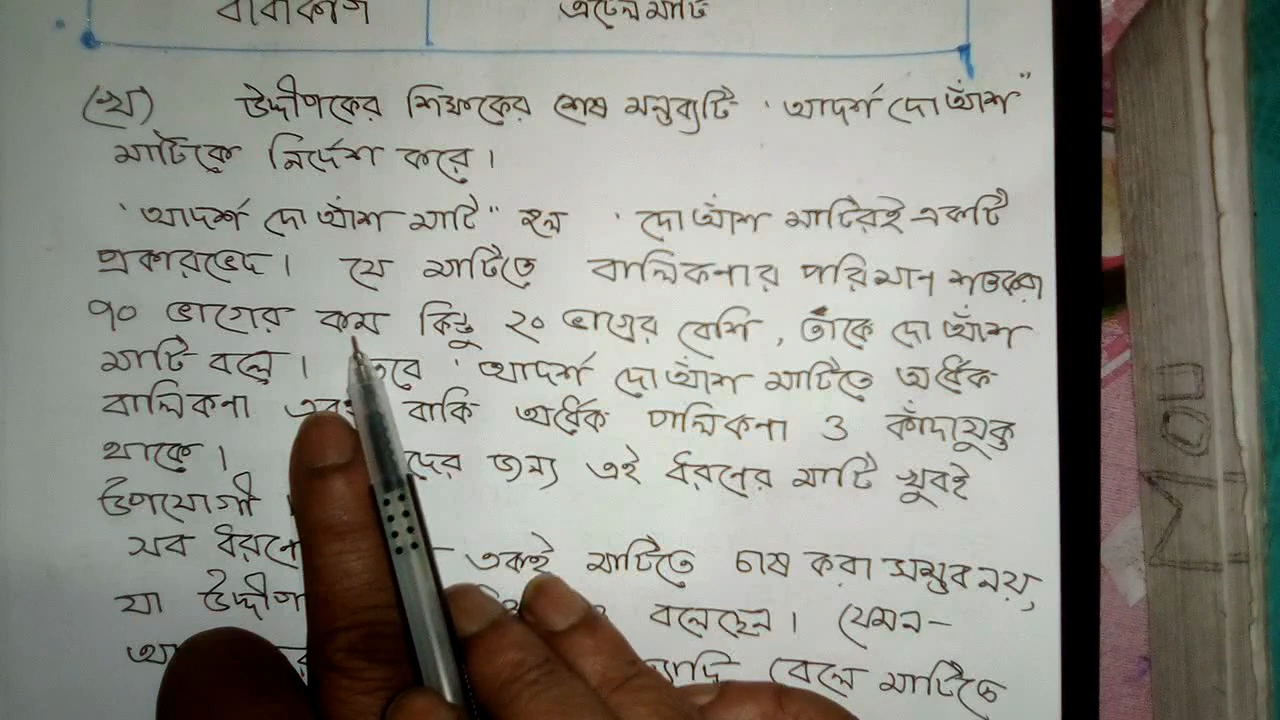 এটেল মাটি
(খ) উদ্দীপকের শিক্ষকের শেষ মন্তব্যটি 'আদর্শ দো আঁশ"
মাটিকে নির্দেশ করে।
'আদর্শ দো আঁশ মাটি" হল ' দো আঁশ মাটিরই একটি
প্রকারভেদ। যে মাটিতে বালিকনার পরিমান শতকরা
৭০ ভাগের কম কিন্তু ২০ ভাগের বেশি, তাঁকে দো আঁশ
মাটি বলে। তবে 'আদর্শ দো আঁশ মাটিতে অর্ধেক
বালিকনা এবং বাকি অর্ধেক পলিকনা ও কাঁদাযুক্ত
থাকে। দের জন্য এই ধরনের মাটি খুবই
উপযোগী
সব ধরনে একই মাটিতে চাষ করা সম্ভব নয়,
যা উদ্দীপ বলেছেন। যেমন-
বেলে মাটিতে
MOU